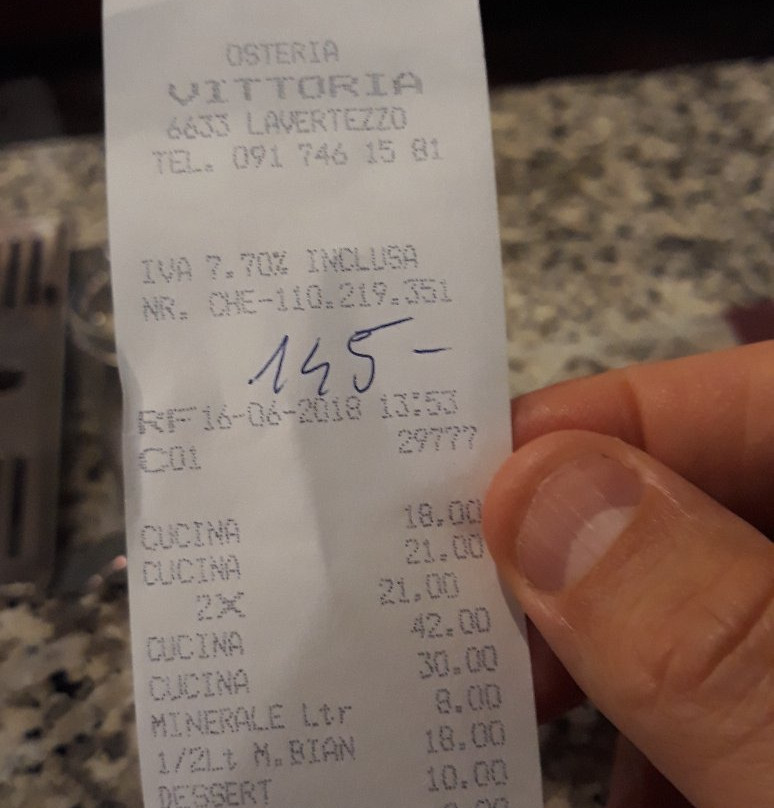 OSTERIA
VITTORIA
6633 LAVERTEZZO
TEL. 091 746 15 81
IVA 7.70% INCLUSA
NR. CHE-110.219.351
145-
RF 16-06-2018 13:53
C01 29777
CUCINA 18.00
CUCINA 21.00
2X 21.00
CUCINA 42.00
CUCINA 30.00
MINERALE Ltr 8.00
1/2Lt M.BIAN 18.00
DESSERT 10.00